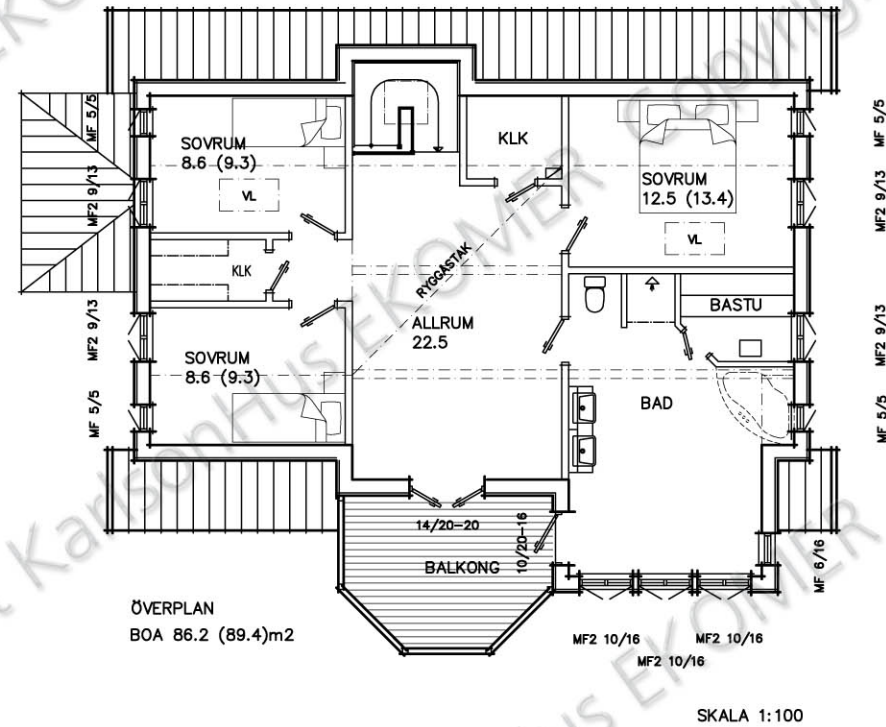 SOVRUM
8.6 (9.3)
VL
KLK
SOVRUM
12.5 (13.4)
VL
MF 5/5
MF2 9/13
MF 5/5
MF2 9/13
KLK
RYGGÅSTAK
ALLRUM
22.5
BASTU
MF2 9/13
MF 5/5
MF2 9/13
MF 5/5
SOVRUM
8.6 (9.3)
BAD
14/20-20
10/20-16
BALKONG
MF 6/16
ÖVERPLAN
BOA 86.2 (89.4)m2
MF2 10/16
MF2 10/16
MF2 10/16
SKALA 1:100
KarlsonHus EKOMER Copyright